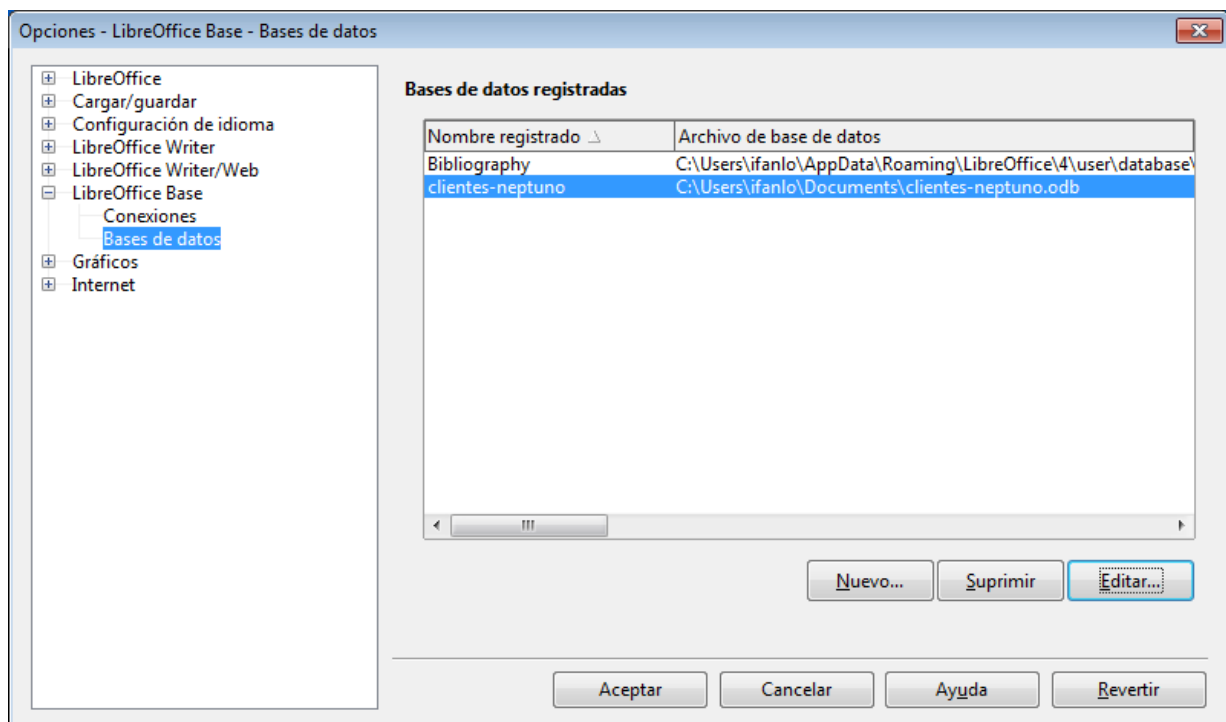 Opciones - LibreOffice Base - Bases de datos
LibreOffice
Cargar/guardar
Configuración de idioma
LibreOffice Writer
LibreOffice Writer/Web
LibreOffice Base
Conexiones
Bases de datos
Gráficos
Internet
Bases de datos registradas
Nombre registrado Archivo de base de datos
Bibliography C:\Users\ifanlo\AppData\Roaming\LibreOffice\4\user\database\
clientes-neptuno C:\Users\ifanlo\Documents\clientes-neptuno.odb
Nuevo... Suprimir Editar...
Aceptar Cancelar Ayuda Revertir